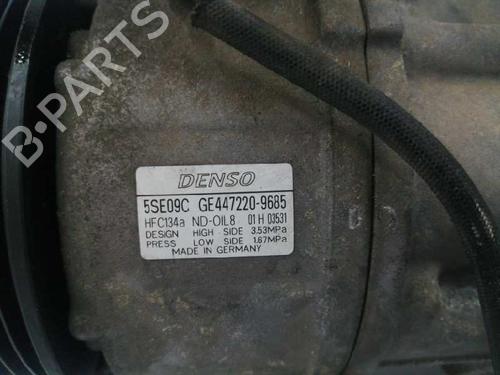 DENSO
5SE09C GE447220-9685
HFC134a ND-OIL8 01 H 03531
DESIGN HIGH SIDE 3.53MPa
PRESS LOW SIDE 1.67MPa
MADE IN GERMANY
B-PARTS